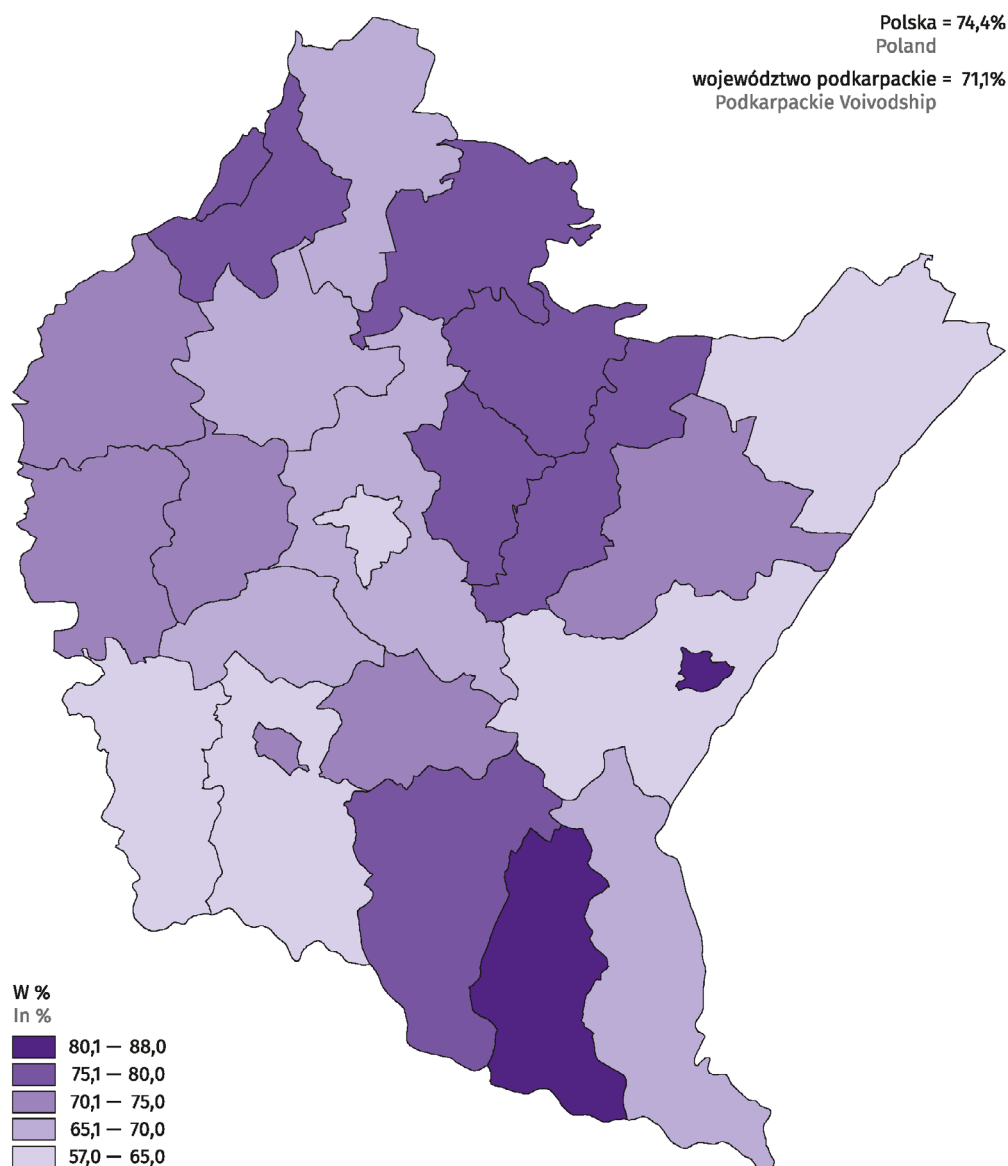 Polska = 74,4%
Poland
województwo podkarpackie = 71,1%
Podkarpackie Voivodship
W %
In %
80,1 — 88,0
75,1 — 80,0
70,1 — 75,0
65,1 — 70,0
57,0 — 65,0